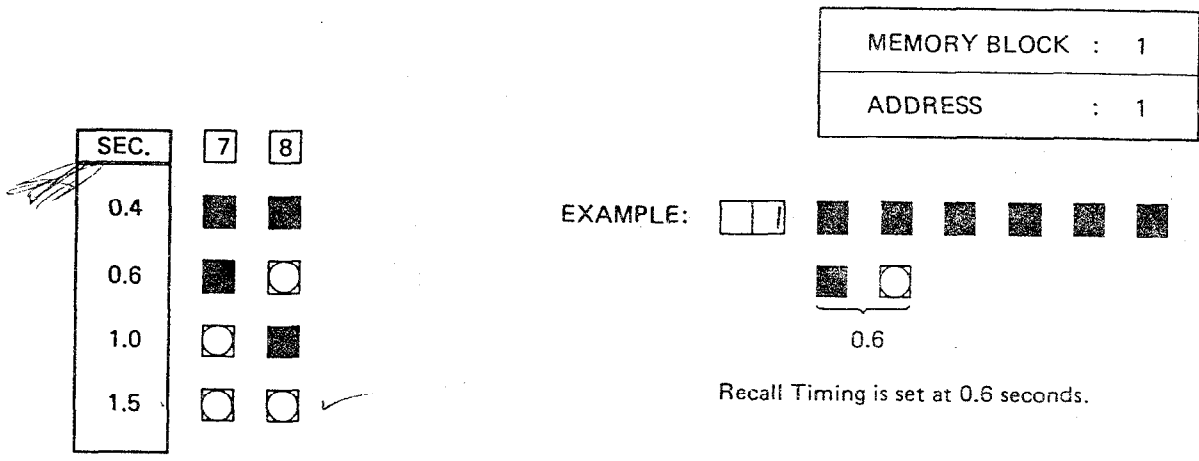 MEMORY BLOCK : 1
ADDRESS : 1
SEC. 7 8
0.4
0.6
1.0
1.5
EXAMPLE: 1
0.6
Recall Timing is set at 0.6 seconds.